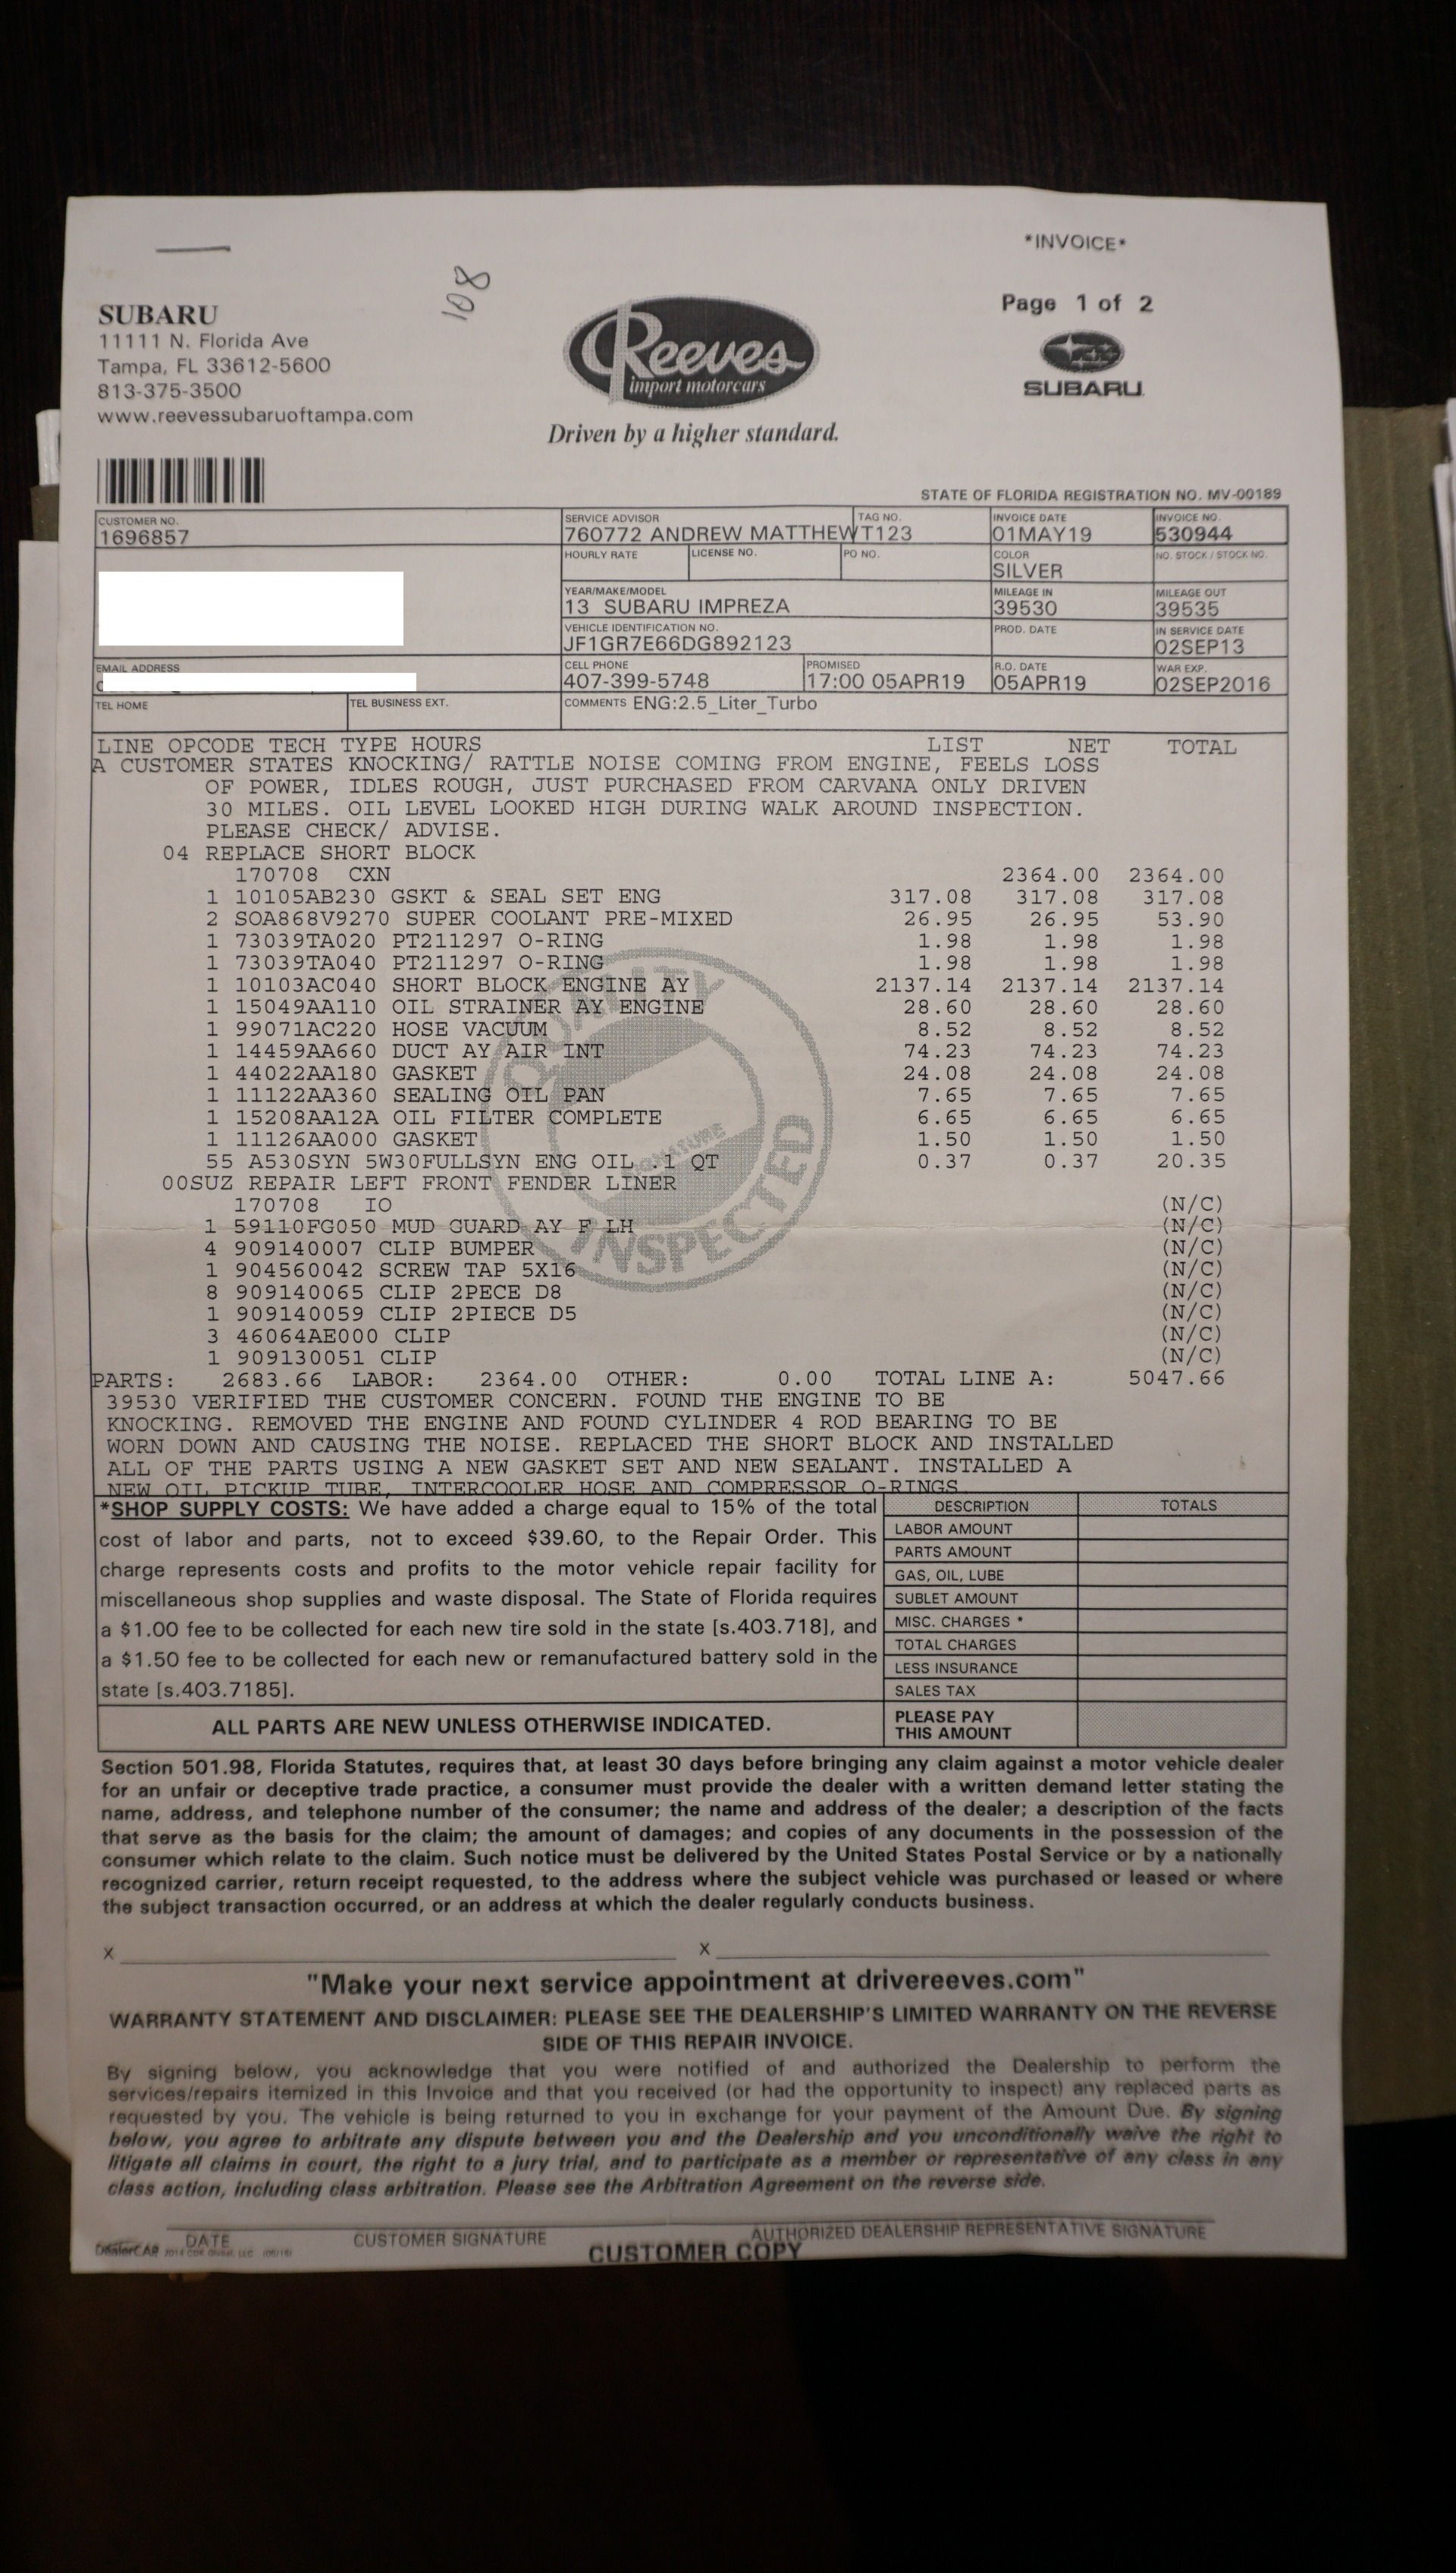 *INVOICE*
108
Page 1 of 2
SUBARU
11111 N. Florida Ave
Tampa, FL 33612-5600
813-375-3500
www.reevessubaruoftampa.com
Reeves
import motorcars
Driven by a higher standard.
SUBARU
STATE OF FLORIDA REGISTRATION NO. MV-00189
CUSTOMER NO. SERVICE ADVISOR TAG NO. INVOICE DATE INVOICE NO.
1696857 760772 ANDREW MATTHEW T123 01MAY19 530944
HOURLY RATE LICENSE NO. PO NO. COLOR NO. STOCK / STOCK NO.
SILVER
YEAR/MAKE/MODEL MILEAGE IN MILEAGE OUT
13 SUBARU IMPREZA 39530 39535
VEHICLE IDENTIFICATION NO. PROD. DATE IN SERVICE DATE
JF1GR7E66DG892123 02SEP13
EMAIL ADDRESS CELL PHONE PROMISED R.O. DATE WAR EXP.
407-399-5748 17:00 05APR19 05APR19 02SEP2016
TEL HOME TEL BUSINESS EXT. COMMENTS ENG:2.5_Liter_Turbo
LINE OPCODE TECH TYPE HOURS LIST NET TOTAL
A CUSTOMER STATES KNOCKING/ RATTLE NOISE COMING FROM ENGINE, FEELS LOSS
OF POWER, IDLES ROUGH, JUST PURCHASED FROM CARVANA ONLY DRIVEN
30 MILES. OIL LEVEL LOOKED HIGH DURING WALK AROUND INSPECTION.
PLEASE CHECK/ ADVISE.
04 REPLACE SHORT BLOCK
170708 CXN 2364.00 2364.00
1 10105AB230 GSKT & SEAL SET ENG 317.08 317.08 317.08
2 SOA868V9270 SUPER COOLANT PRE-MIXED 26.95 26.95 53.90
1 73039TA020 PT211297 O-RING 1.98 1.98 1.98
1 73039TA040 PT211297 O-RING 1.98 1.98 1.98
1 10103AC040 SHORT BLOCK ENGINE AY 2137.14 2137.14 2137.14
1 15049AA110 OIL STRAINER AY ENGINE 28.60 28.60 28.60
1 99071AC220 HOSE VACUUM 8.52 8.52 8.52
1 14459AA660 DUCT AY AIR INT 74.23 74.23 74.23
1 44022AA180 GASKET 24.08 24.08 24.08
1 11122AA360 SEALING OIL PAN 7.65 7.65 7.65
1 15208AA12A OIL FILTER COMPLETE 6.65 6.65 6.65
1 11126AA000 GASKET 1.50 1.50 1.50
55 A530SYN 5W30FULLSYN ENG OIL .1 QT 0.37 0.37 20.35
00SUZ REPAIR LEFT FRONT FENDER LINER
170708 IO (N/C)
1 59110FG050 MUD GUARD AY F LH (N/C)
4 909140007 CLIP BUMPER (N/C)
1 904560042 SCREW TAP 5X16 (N/C)
8 909140065 CLIP 2PECE D8 (N/C)
1 909140059 CLIP 2PIECE D5 (N/C)
3 46064AE000 CLIP (N/C)
1 909130051 CLIP (N/C)
QUALITY
SIGNATURE
INSPECTED
PARTS: 2683.66 LABOR: 2364.00 OTHER: 0.00 TOTAL LINE A: 5047.66
39530 VERIFIED THE CUSTOMER CONCERN. FOUND THE ENGINE TO BE
KNOCKING. REMOVED THE ENGINE AND FOUND CYLINDER 4 ROD BEARING TO BE
WORN DOWN AND CAUSING THE NOISE. REPLACED THE SHORT BLOCK AND INSTALLED
ALL OF THE PARTS USING A NEW GASKET SET AND NEW SEALANT. INSTALLED A
NEW OIL PICKUP TUBE, INTERCOOLER HOSE AND COMPRESSOR O-RINGS
*SHOP SUPPLY COSTS: We have added a charge equal to 15% of the total
cost of labor and parts, not to exceed $39.60, to the Repair Order. This
charge represents costs and profits to the motor vehicle repair facility for
miscellaneous shop supplies and waste disposal. The State of Florida requires
a $1.00 fee to be collected for each new tire sold in the state [s.403.718], and
a $1.50 fee to be collected for each new or remanufactured battery sold in the
state [s.403.7185].
ALL PARTS ARE NEW UNLESS OTHERWISE INDICATED.
DESCRIPTION TOTALS
LABOR AMOUNT
PARTS AMOUNT
GAS, OIL, LUBE
SUBLET AMOUNT
MISC. CHARGES *
TOTAL CHARGES
LESS INSURANCE
SALES TAX
PLEASE PAY
THIS AMOUNT
Section 501.98, Florida Statutes, requires that, at least 30 days before bringing any claim against a motor vehicle dealer
for an unfair or deceptive trade practice, a consumer must provide the dealer with a written demand letter stating the
name, address, and telephone number of the consumer; the name and address of the dealer; a description of the facts
that serve as the basis for the claim; the amount of damages; and copies of any documents in the possession of the
consumer which relate to the claim. Such notice must be delivered by the United States Postal Service or by a nationally
recognized carrier, return receipt requested, to the address where the subject vehicle was purchased or leased or where
the subject transaction occurred, or an address at which the dealer regularly conducts business.
X X
"Make your next service appointment at drivereeves.com"
WARRANTY STATEMENT AND DISCLAIMER: PLEASE SEE THE DEALERSHIP'S LIMITED WARRANTY ON THE REVERSE
SIDE OF THIS REPAIR INVOICE.
By signing below, you acknowledge that you were notified of and authorized the Dealership to perform the
services/repairs itemized in this Invoice and that you received (or had the opportunity to inspect) any replaced parts as
requested by you. The vehicle is being returned to you in exchange for your payment of the Amount Due. By signing
below, you agree to arbitrate any dispute between you and the Dealership and you unconditionally waive the right to
litigate all claims in court, the right to a jury trial, and to participate as a member or representative of any class in any
class action, including class arbitration. Please see the Arbitration Agreement on the reverse side.
DATE CUSTOMER SIGNATURE AUTHORIZED DEALERSHIP REPRESENTATIVE SIGNATURE
CUSTOMER COPY